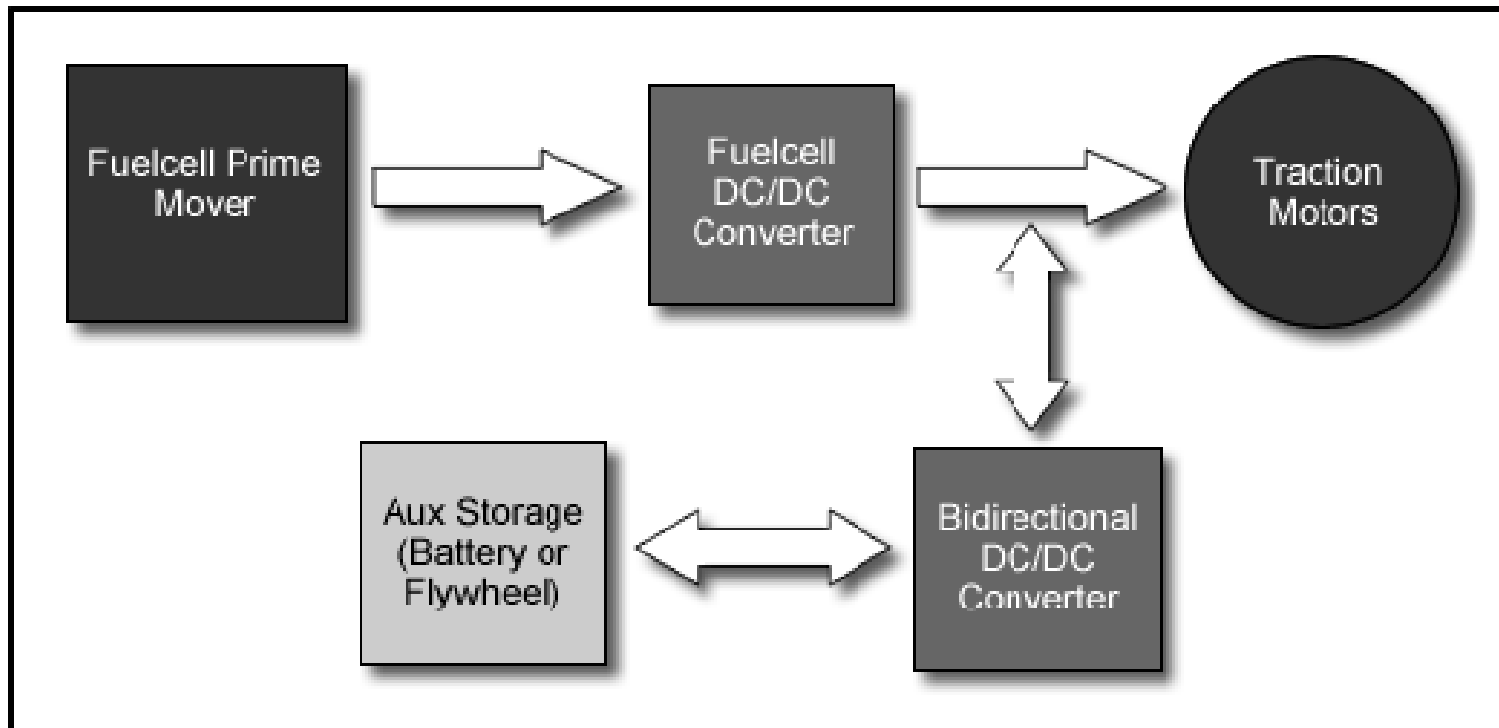 Fuelcell Prime
Mover
Fuelcell
DC/DC
Converter
Traction
Motors
Aux Storage
(Battery or
Flywheel)
Bidirectional
DC/DC
Converter